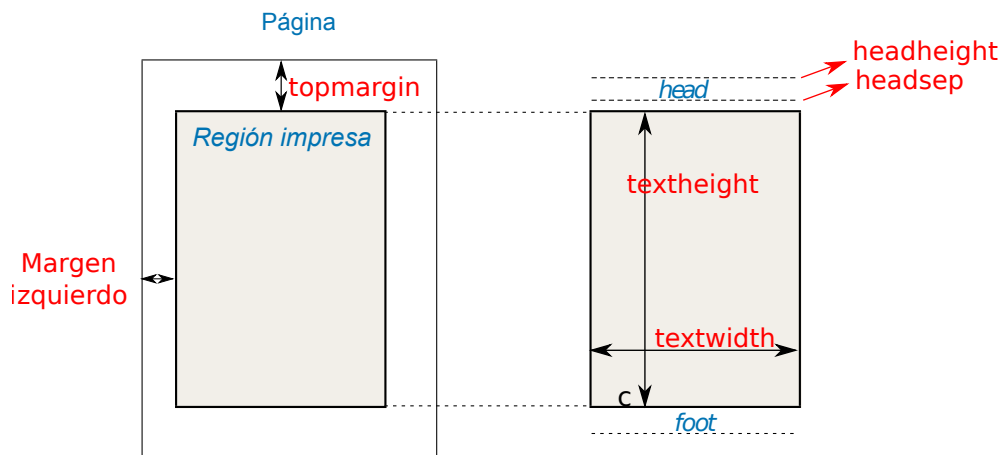 Página
topmargin
Región impresa
Margen
izquierdo
headheight
headsep
head
textheight
textwidth
c
foot